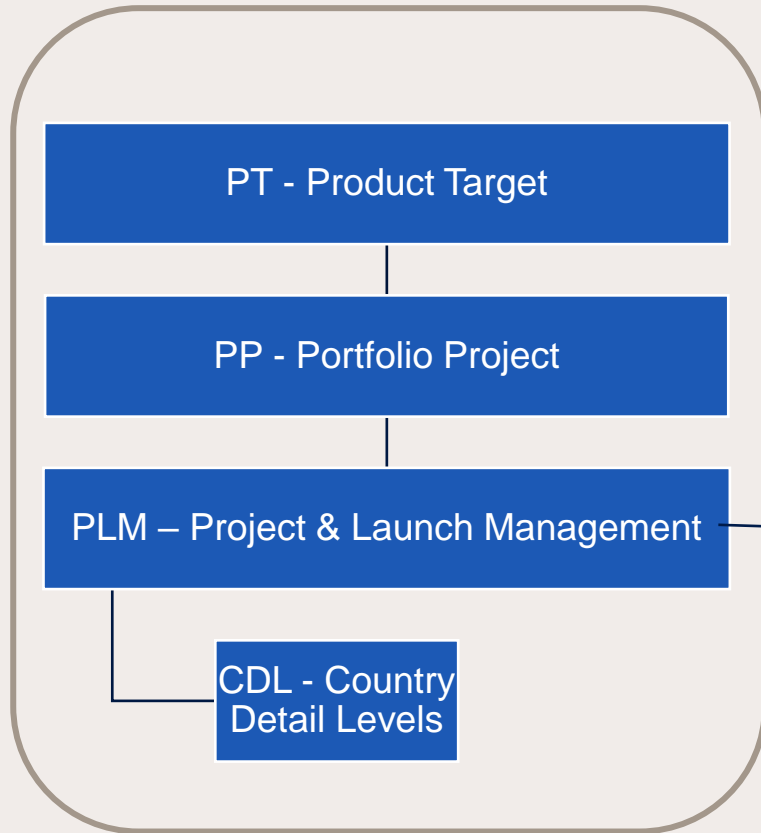 PT - Product Target
PP - Portfolio Project
PLM – Project & Launch Management
CDL - Country
Detail Levels